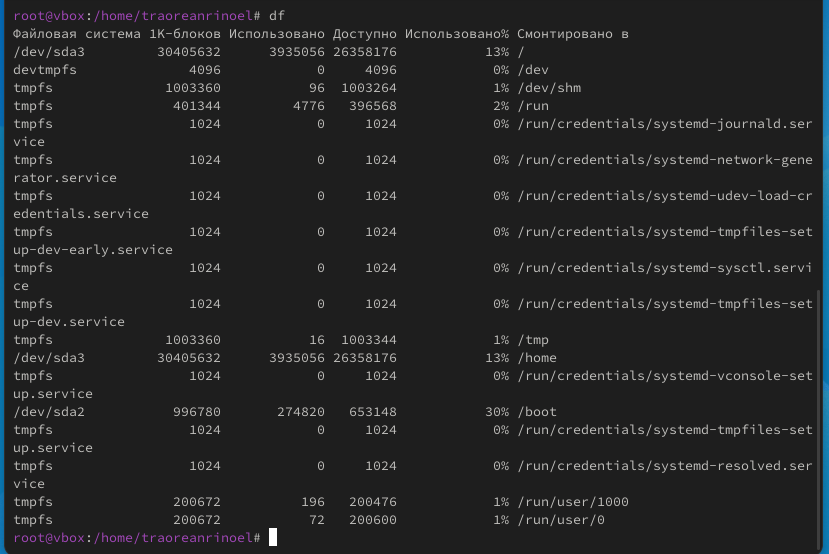 root@vbox:/home/traoreanrinoel# df
Файловая система 1K-блоков Использовано Доступно Использовано% Смонтировано в
/dev/sda3 30405632 3935056 26358176 13% /
devtmpfs 4096 0 4096 0% /dev
tmpfs 1003360 96 1003264 1% /dev/shm
tmpfs 401344 4776 396568 2% /run
tmpfs 1024 0 1024 0% /run/credentials/systemd-journald.ser
vice
tmpfs 1024 0 1024 0% /run/credentials/systemd-network-gene
rator.service
tmpfs 1024 0 1024 0% /run/credentials/systemd-udev-load-cr
edentials.service
tmpfs 1024 0 1024 0% /run/credentials/systemd-tmpfiles-set
up-dev-early.service
tmpfs 1024 0 1024 0% /run/credentials/systemd-sysctl.servi
ce
tmpfs 1024 0 1024 0% /run/credentials/systemd-tmpfiles-set
up-dev.service
tmpfs 1003360 16 1003344 1% /tmp
/dev/sda3 30405632 3935056 26358176 13% /home
tmpfs 1024 0 1024 0% /run/credentials/systemd-vconsole-set
up.service
/dev/sda2 996780 274820 653148 30% /boot
tmpfs 1024 0 1024 0% /run/credentials/systemd-tmpfiles-set
up.service
tmpfs 1024 0 1024 0% /run/credentials/systemd-resolved.ser
vice
tmpfs 200672 196 200476 1% /run/user/1000
tmpfs 200672 72 200600 1% /run/user/0
root@vbox:/home/traoreanrinoel#